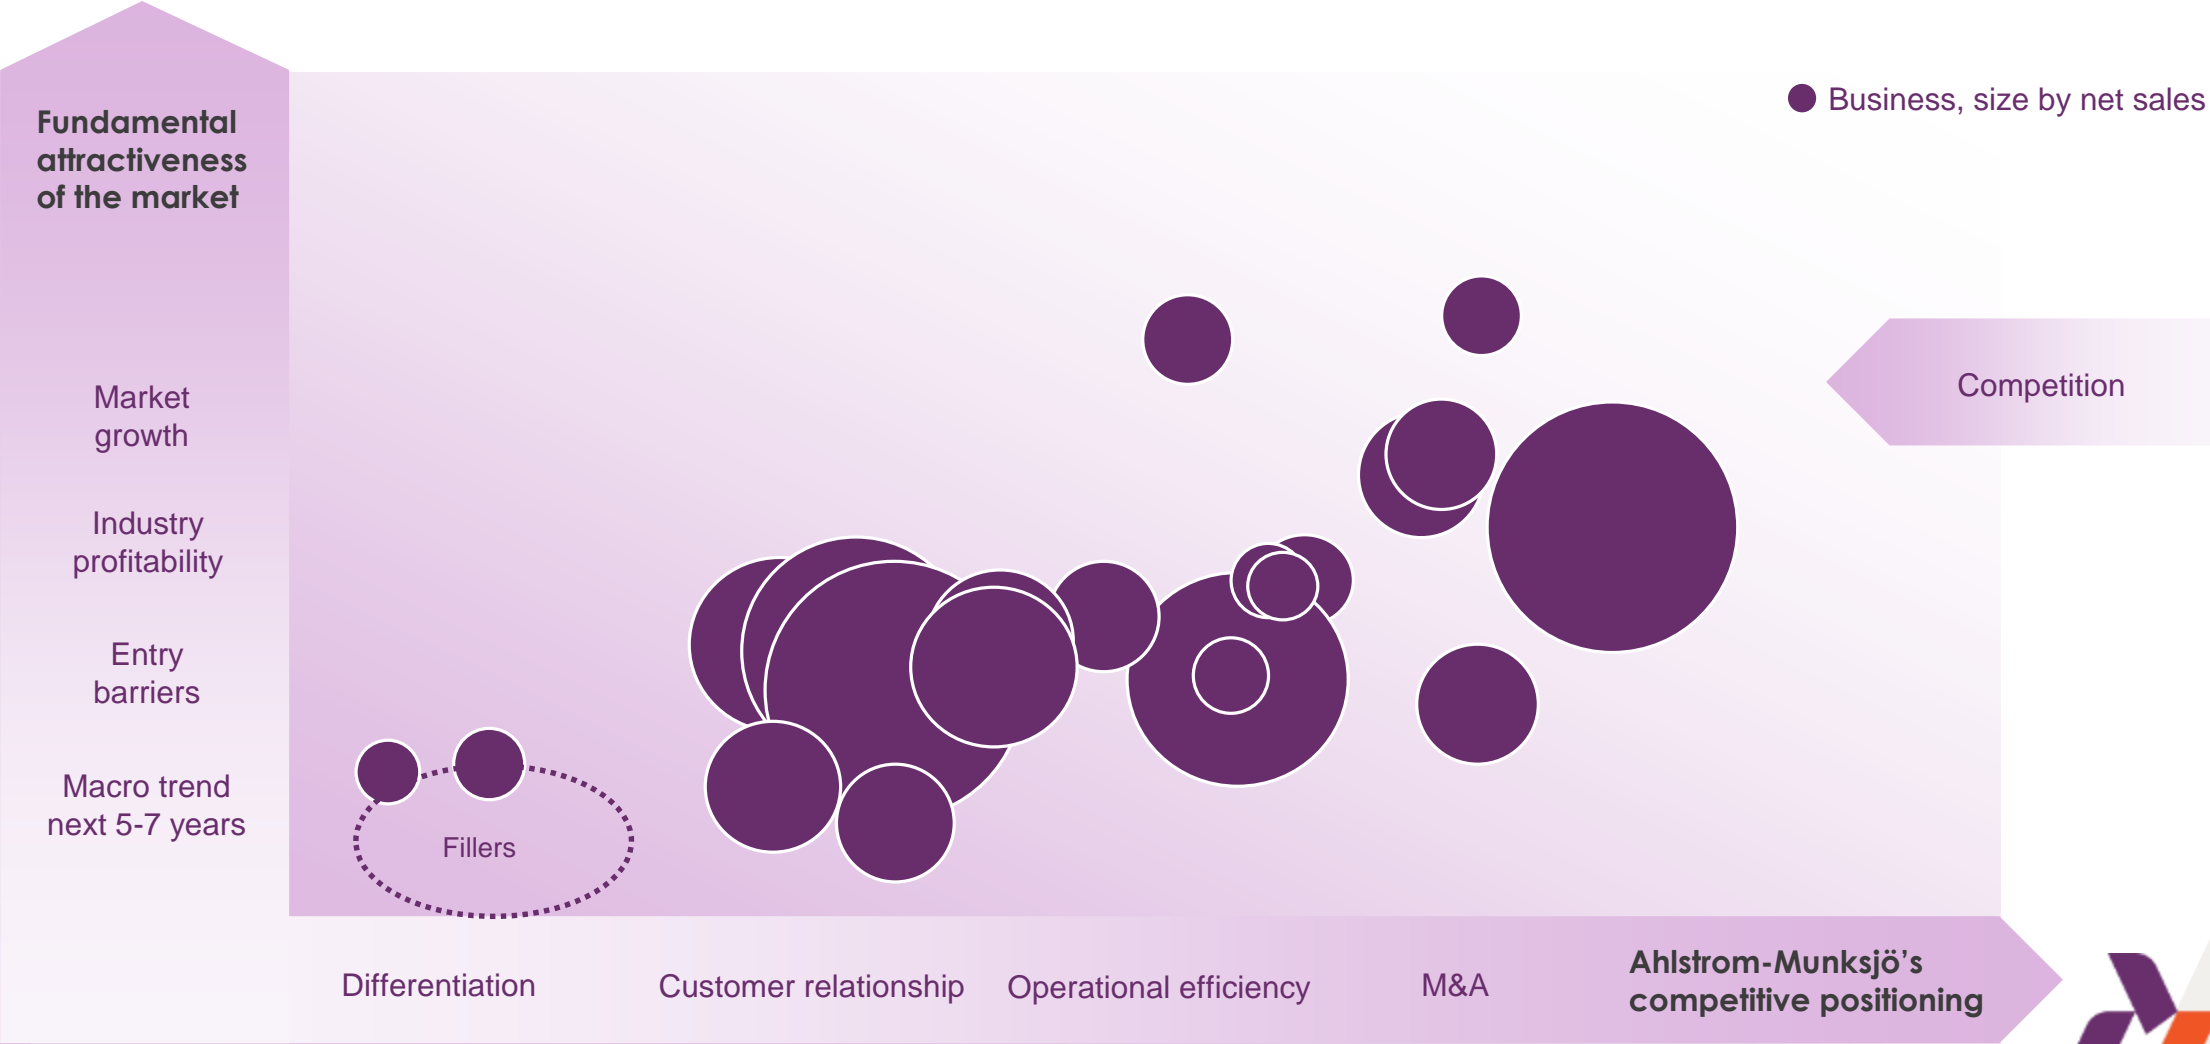 Fundamental
attractiveness
of the market
Business, size by net sales
Market
growth
Competition
Industry
profitability
Entry
barriers
Macro trend
next 5-7 years
Fillers
Differentiation
Customer relationship
Operational efficiency
M&A
Ahlstrom-Munksjö’s
competitive positioning